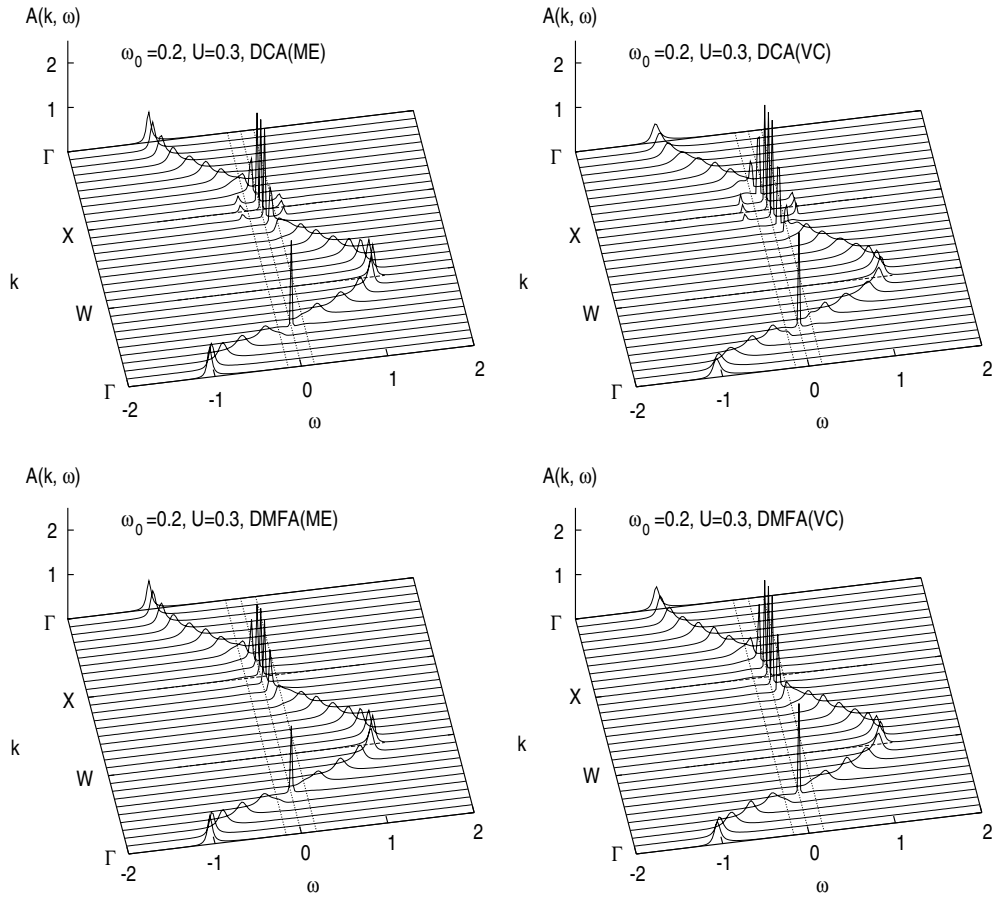 A(k, ω)
ω0 =0.2, U=0.3, DCA(ME)
2
1
Γ
X
k
W
Γ
-2
-1
0
1
2
ω
A(k, ω)
ω0 =0.2, U=0.3, DCA(VC)
2
1
Γ
X
k
W
Γ
-2
-1
0
1
2
ω
A(k, ω)
ω0 =0.2, U=0.3, DMFA(ME)
2
1
Γ
X
k
W
Γ
-2
-1
0
1
2
ω
A(k, ω)
ω0 =0.2, U=0.3, DMFA(VC)
2
1
Γ
X
k
W
Γ
-2
-1
0
1
2
ω